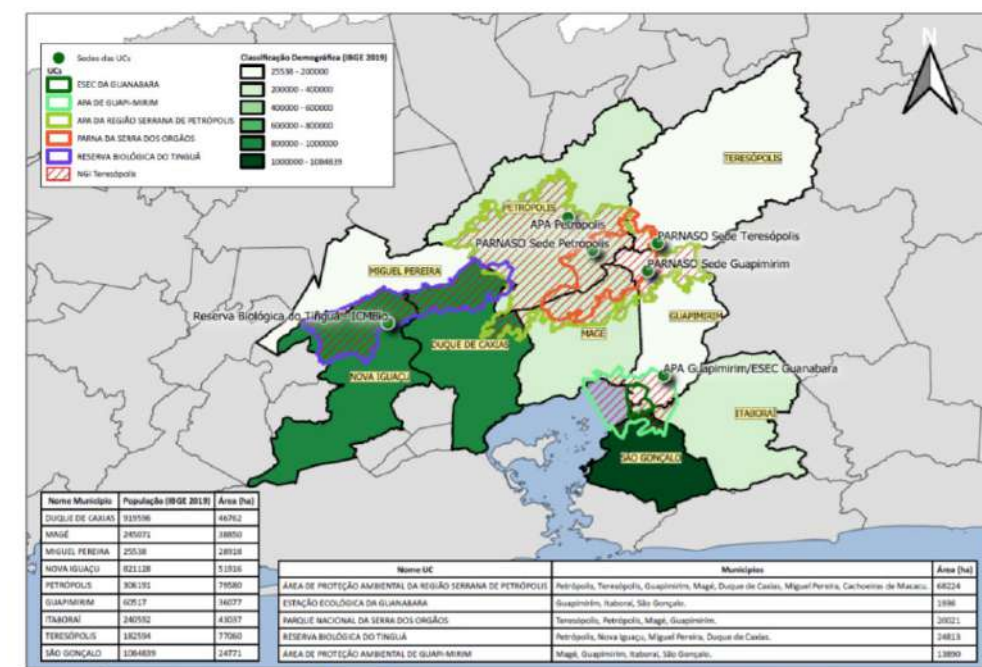 N
Sedes das UCs
UCs
ESEC DA GUANABARA
APA DE GUAPI-MIRIM
APA DA REGIÃO SERRANA DE PETRÓPOLIS
PARNA DA SERRA DOS ORGÃOS
RESERVA BIOLÓGICA DO TINGUÁ
NGI Teresópolis
Classificação Demográfica (IBGE 2019)
25538 - 200000
200000 - 400000
400000 - 600000
600000 - 800000
800000 - 1000000
1000000 - 1084839
TERESÓPOLIS
PETRÓPOLIS
APA Petrópolis
PARNASO Sede Petrópolis
PARNASO Sede Teresópolis
PARNASO Sede Guapimirim
MIGUEL PEREIRA
Reserva Biológica do Tinguá - ICMBio
GUAPIMIRIM
MAGÉ
DUQUE DE CAXIAS
NOVA IGUAÇU
APA Guapimirim/ESEC Guanabara
ITABORAÍ
SÃO GONÇALO
Nome Município População (IBGE 2019) Área (ha)
DUQUE DE CAXIAS 919596 46762
MAGÉ 245071 38850
MIGUEL PEREIRA 25538 28918
NOVA IGUAÇU 821128 51916
PETRÓPOLIS 306191 79580
GUAPIMIRIM 60517 36077
ITABORAÍ 240592 43037
TERESÓPOLIS 182594 77060
SÃO GONÇALO 1084839 24771
Nome UC Municípios Área (ha)
ÁREA DE PROTEÇÃO AMBIENTAL DA REGIÃO SERRANA DE PETRÓPOLIS Petrópolis, Teresópolis, Guapimirim, Magé, Duque de Caxias, Miguel Pereira, Cachoeiras de Macacu. 68224
ESTAÇÃO ECOLÓGICA DA GUANABARA Guapimirim, Itaboraí, São Gonçalo. 1936
PARQUE NACIONAL DA SERRA DOS ORGÃOS Teresópolis, Petrópolis, Magé, Guapimirim. 20021
RESERVA BIOLÓGICA DO TINGUÁ Petrópolis, Nova Iguaçu, Miguel Pereira, Duque de Caxias. 24813
ÁREA DE PROTEÇÃO AMBIENTAL DE GUAPI-MIRIM Magé, Guapimirim, Itaboraí, São Gonçalo. 13890